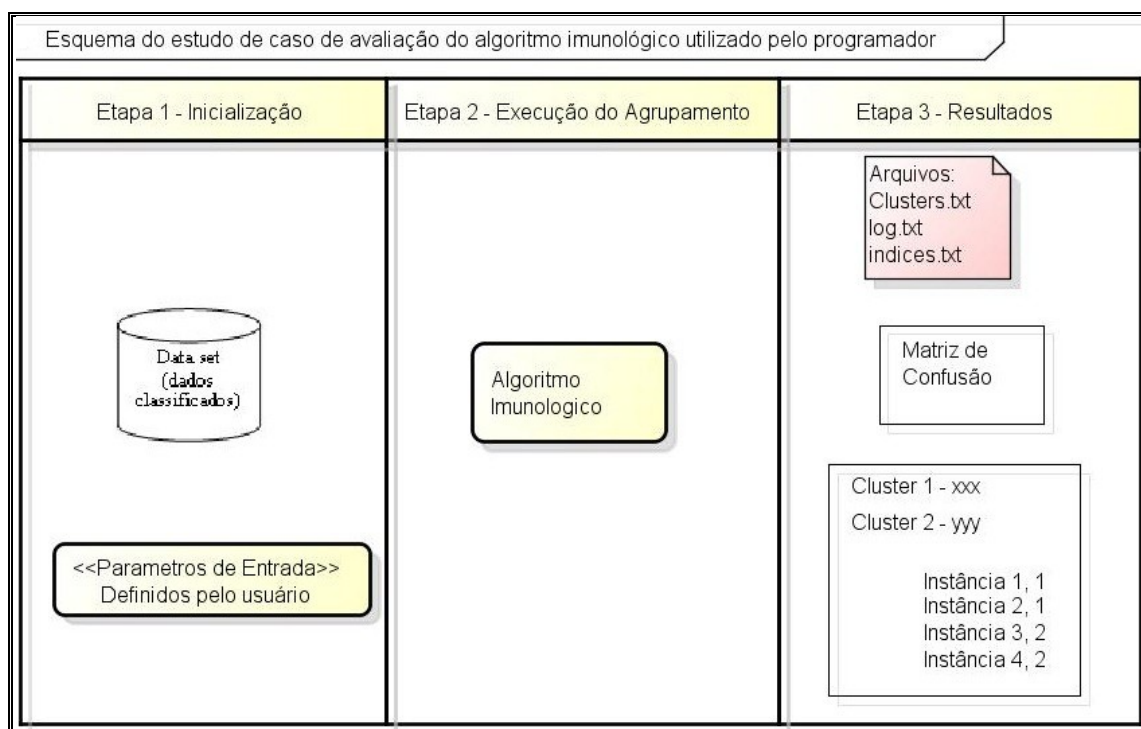 Esquema do estudo de caso de avaliação do algoritmo imunológico utilizado pelo programador
Etapa 1 - Inicialização
Etapa 2 - Execução do Agrupamento
Etapa 3 - Resultados
Data set
(dados
classificados)
<<Parametros de Entrada>>
Definidos pelo usuário
Algoritmo
Imunologico
Arquivos:
Clusters.txt
log.txt
indices.txt
Matriz de
Confusão
Cluster 1 - xxx
Cluster 2 - yyy
Instância 1, 1
Instância 2, 1
Instância 3, 2
Instância 4, 2